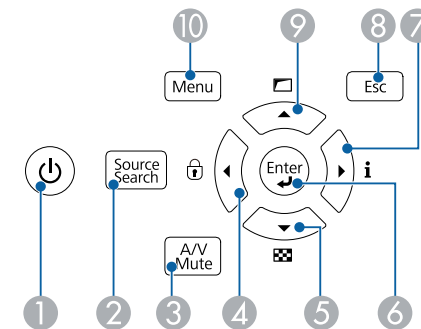 10 9 8 7
Menu
Esc
Source
Search
Enter
i
A/V
Mute
1 2 3 4 5 6